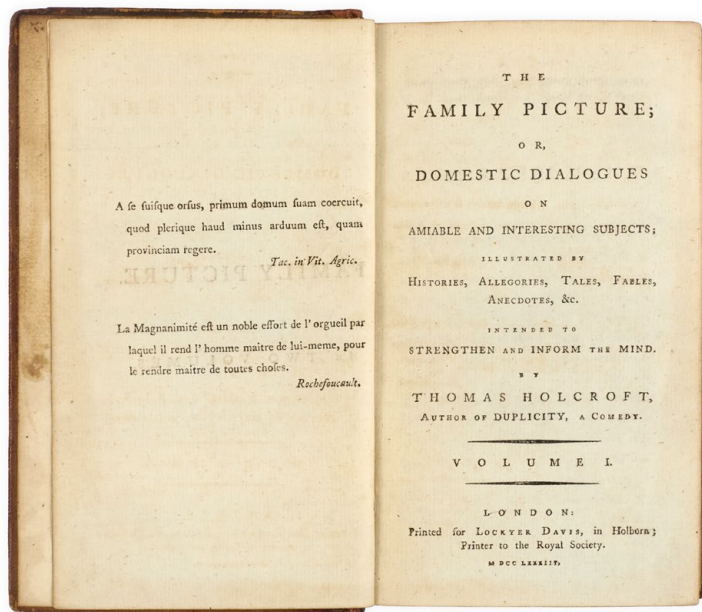 A ſe ſuiſque orſus, primum domum ſuam coercuit,
quod plerique haud minus arduum eſt, quam
provinciam regere.
Tac. in Vit. Agric.
La Magnanimité eſt un noble effort de l' orgueil par
laquel il rend l' homme maitre de lui-meme, pour
le rendre maitre de toutes choſes.
Rochefoucault.
THE
FAMILY PICTURE;
OR,
DOMESTIC DIALOGUES
ON
AMIABLE AND INTERESTING SUBJECTS;
ILLUSTRATED BY
HISTORIES, ALLEGORIES, TALES, FABLES,
ANECDOTES, &c.
INTENDED TO
STRENGTHEN AND INFORM THE MIND.
BY
THOMAS HOLCROFT,
AUTHOR OF DUPLICITY, A COMEDY.
VOLUME I.
LONDON:
Printed for LOCKYER DAVIS, in Holborn;
Printer to the Royal Society.
M DCC LXXXIII.